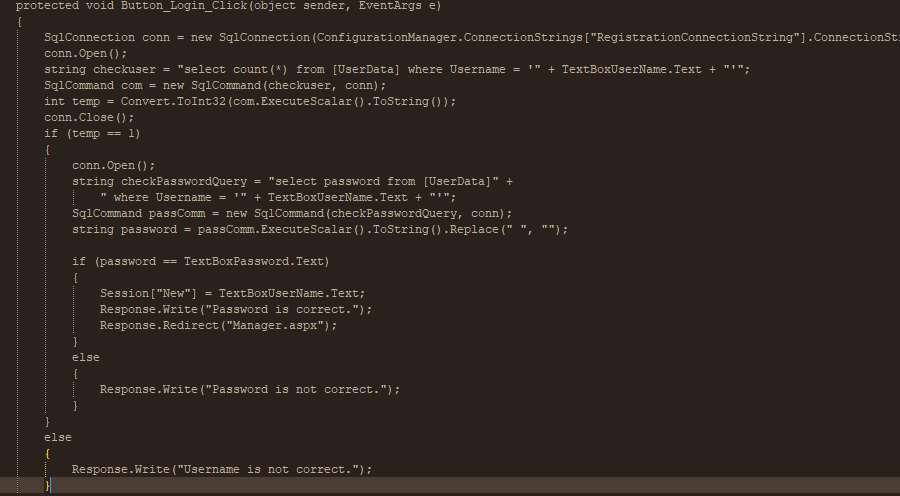 protected void Button_Login_Click(object sender, EventArgs e)
{
SqlConnection conn = new SqlConnection(ConfigurationManager.ConnectionStrings["RegistrationConnectionString"].ConnectionSt
conn.Open();
string checkuser = "select count(*) from [UserData] where Username = '" + TextBoxUserName.Text + "'";
SqlCommand com = new SqlCommand(checkuser, conn);
int temp = Convert.ToInt32(com.ExecuteScalar().ToString());
conn.Close();
if (temp == 1)
{
conn.Open();
string checkPasswordQuery = "select password from [UserData]" +
" where Username = '" + TextBoxUserName.Text + "'";
SqlCommand passComm = new SqlCommand(checkPasswordQuery, conn);
string password = passComm.ExecuteScalar().ToString().Replace(" ", "");
if (password == TextBoxPassword.Text)
{
Session["New"] = TextBoxUserName.Text;
Response.Write("Password is correct.");
Response.Redirect("Manager.aspx");
}
else
{
Response.Write("Password is not correct.");
}
}
else
{
Response.Write("Username is not correct.");
}